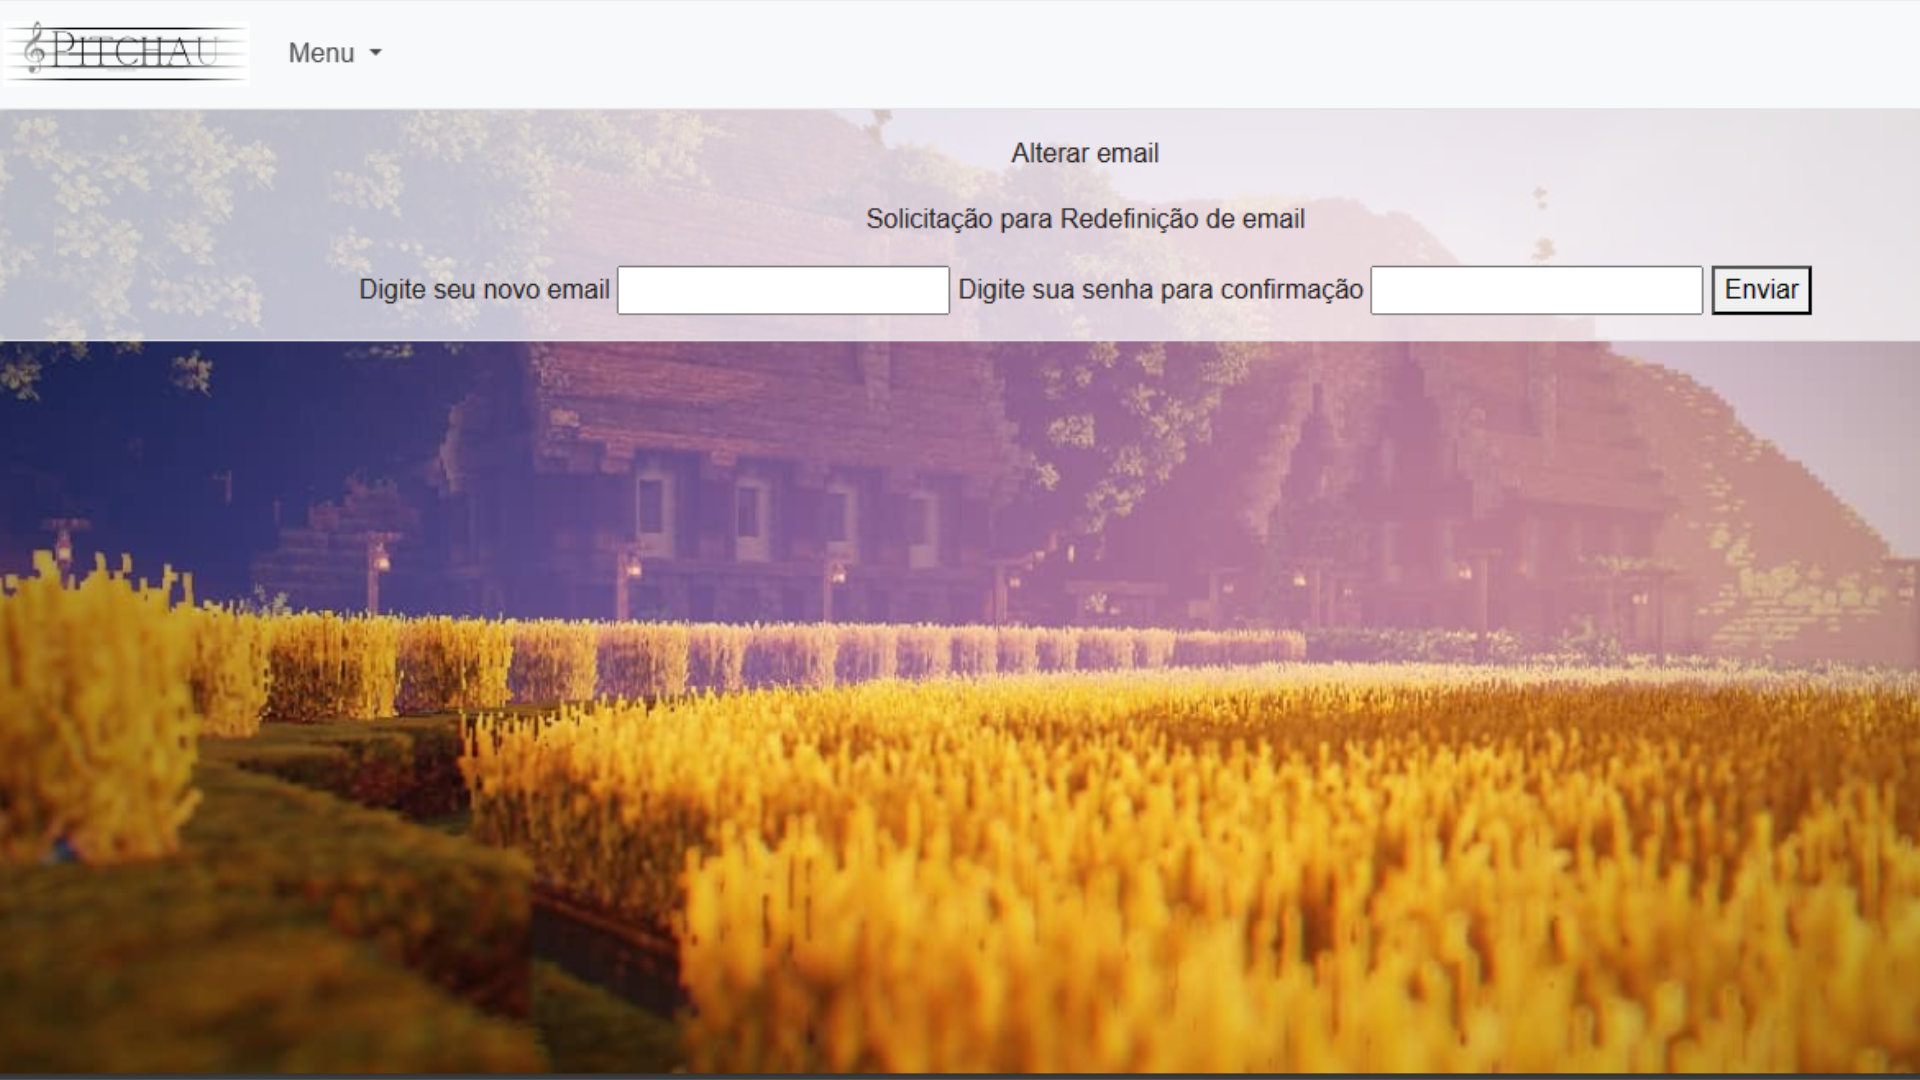 PITCHAU
Menu
Alterar email
Solicitação para Redefinição de email
Digite seu novo email Digite sua senha para confirmação Enviar